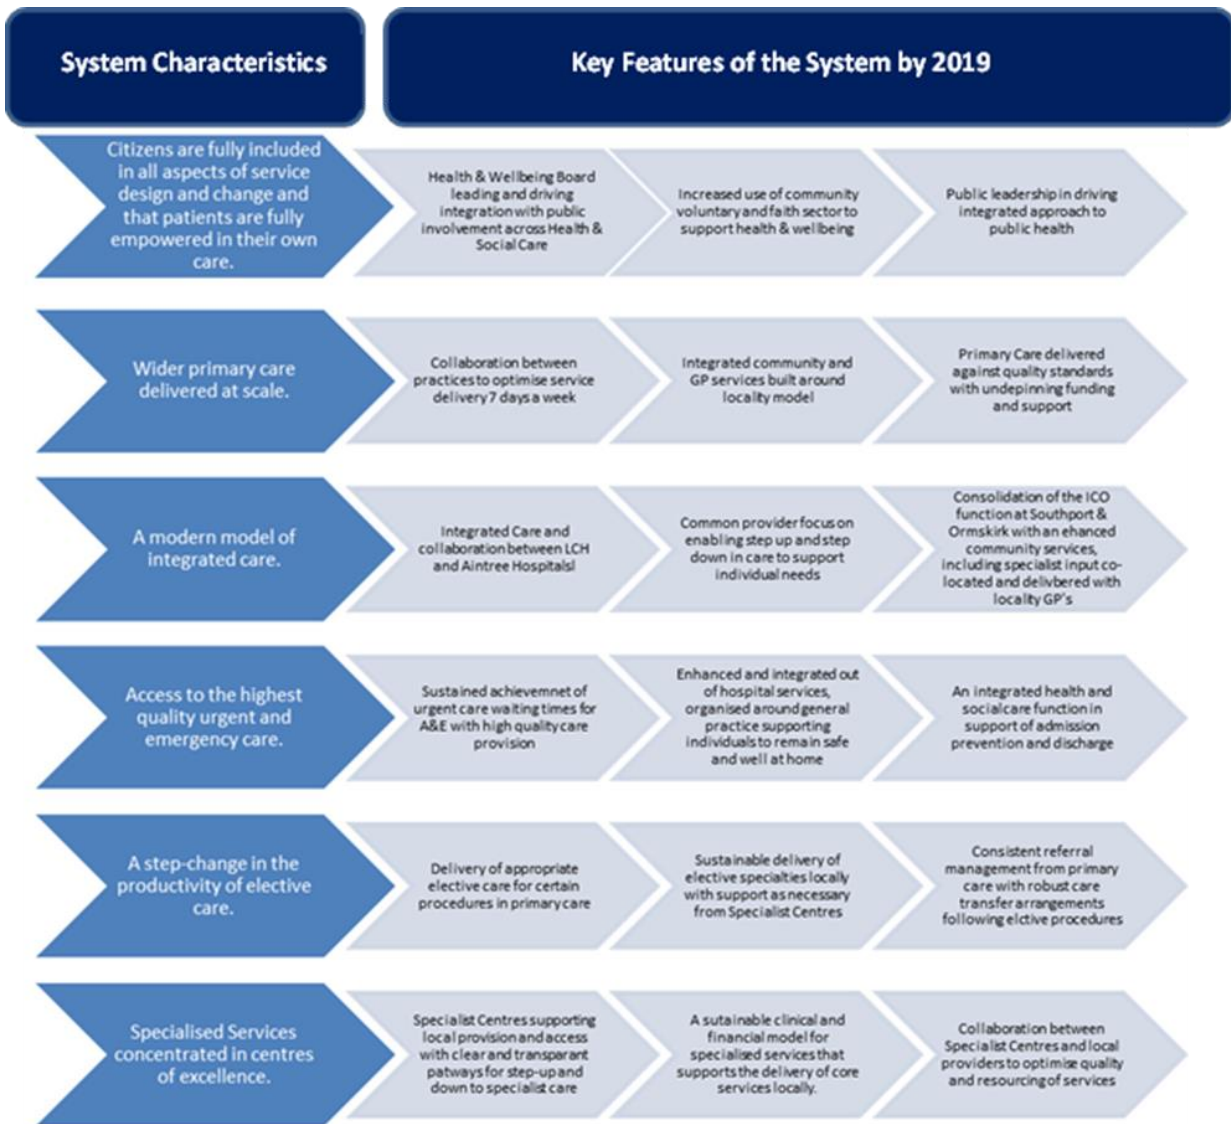 System Characteristics
Key Features of the System by 2019
Citizens are fully included
in all aspects of service
design and change and
that patients are fully
empowered in their own
care.
Health & Wellbeing Board
leading and driving
integration with public
involvement across Health &
Social Care
Increased use of community
voluntary and faith sector to
support health & wellbeing
Public leadership in driving
integrated approach to
public health
Wider primary care
delivered at scale.
Collaboration between
practices to optimise service
delivery 7 days a week
Integrated community and
GP services built around
locality model
Primary Care delivered
against quality standards
with undepinning funding
and support
A modern model of
integrated care.
Integrated Care and
collaboration between LCH
and Aintree Hospitalsl
Common provider focus on
enabling step up and step
down in care to support
individual needs
Consolidation of the ICO
function at Southport &
Ormskirk with an ehanced
community services,
including specialist input co-
located and delivbered with
locality GP's
Access to the highest
quality urgent and
emergency care.
Sustained achievemnet of
urgent care waiting times for
A&E with high quality care
provision
Enhanced and integrated out
of hospital services,
organised around general
practice supporting
individuals to remain safe
and well at home
An integrated health and
social care function in
support of admission
prevention and discharge
A step-change in the
productivity of elective
care.
Delivery of appropriate
elective care for certain
procedures in primary care
Sustainable delivery of
elective specialties locally
with support as necessary
from Specialist Centres
Consistent referral
management from primary
care with robust care
transfer arrangements
following elctive procedures
Specialised Services
concentrated in centres
of excellence.
Specialist Centres supporting
local provision and access
with clear and transparant
patways for step-up and
down to specialist care
A sutainable clinical and
financial model for
specialised services that
supports the delivery of core
services locally.
Collaboration between
Specialist Centres and local
providers to optimise quality
and resourcing of services